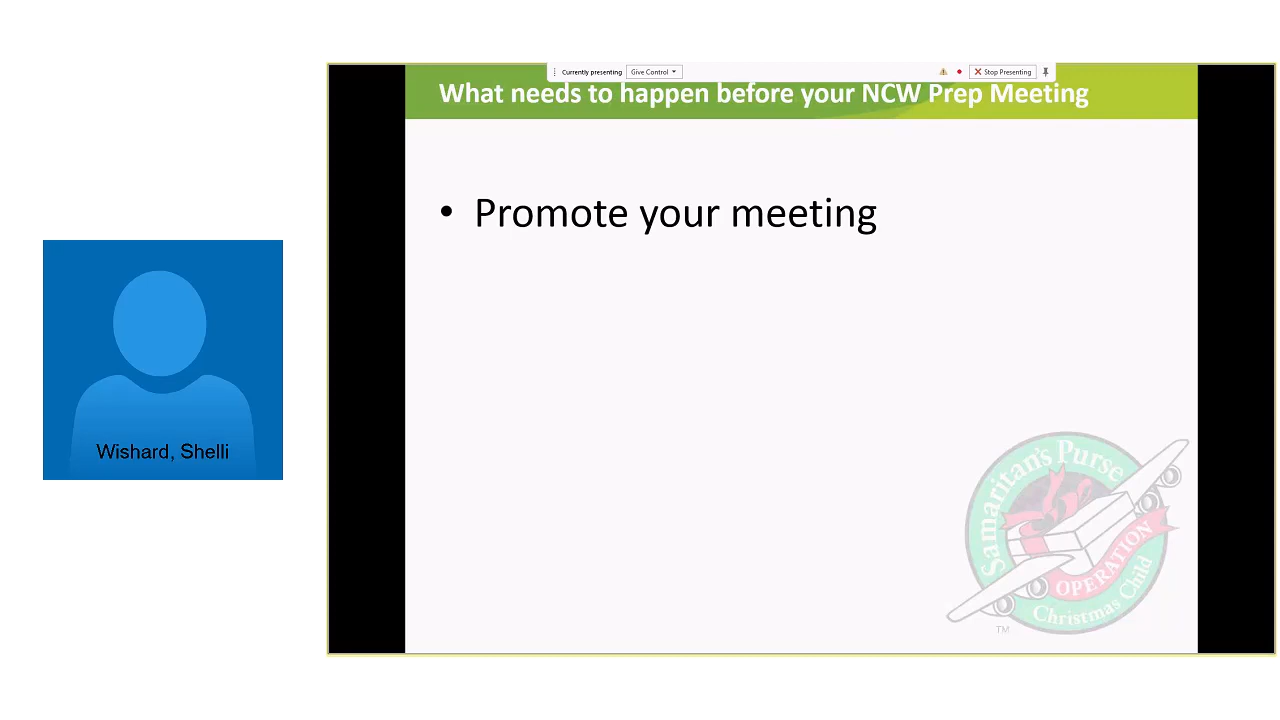 Currently presenting Give Control Stop Presenting
What needs to happen before your NCW Prep Meeting
• Promote your meeting
Wishard, Shelli
Samaritan's Purse
OPERATION
Christmas Child
TM